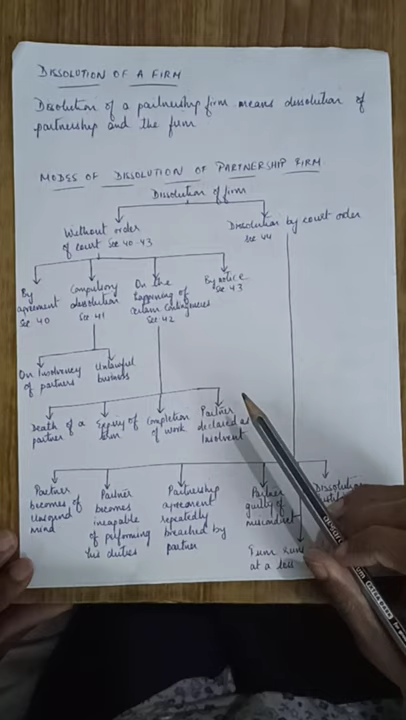 DISSOLUTION OF A FIRM
Dissolution of a partnership firm means dissolution of
partnership and the firm
MODES OF DISSOLUTION OF PARTNERSHIP FIRM
Dissolution of firm
Without order
of court Sec 40-43
Dissolution by court order
Sec 44
By
agreement
Sec 40
Compulsory
dissolution
Sec 41
On the
happening of
certain contingencies
Sec 42
By notice
Sec 43
On Insolvency
of partners
Unlawful
business
Death of a
partner
Expiry of
term
Completion
of work
Partner
declared as
Insolvent
Partner
becomes of
unsound
mind
Partner
becomes
incapable
of performing
his duties
Partnership
agreement
repeatedly
breached by
partner
Partner
guilty of
misconduct
Dissolution
at a